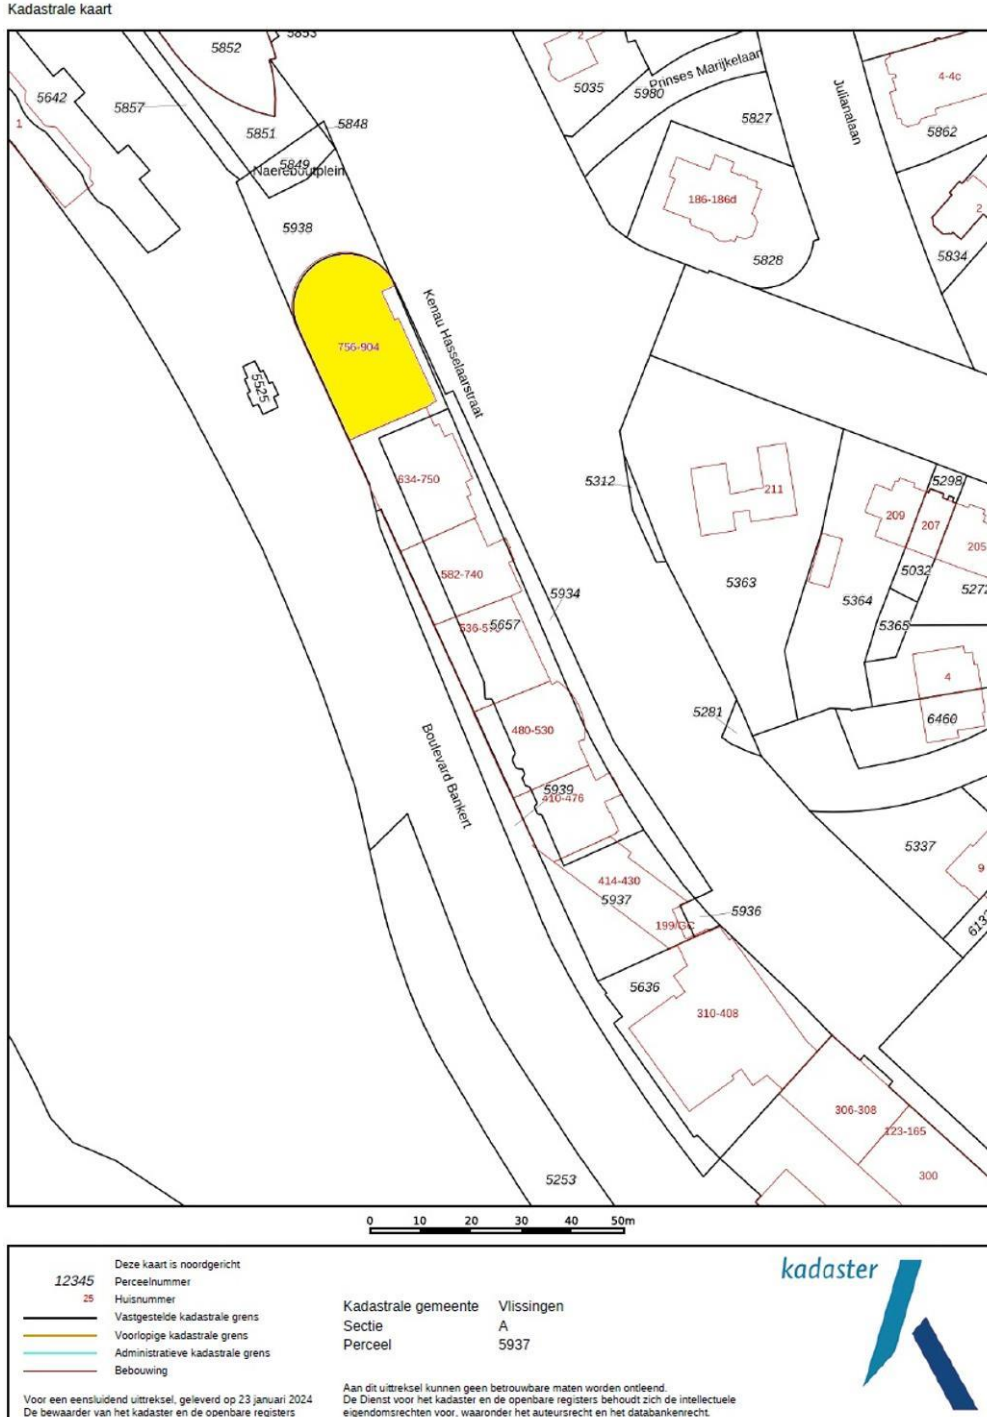 Kadastrale kaart
5852
5853
2
Prinses Marijkelaan
Julianalaan
4-4c
5642
5857
5035
5980
1
5851
5848
5827
5862
5849
Naereboutplein
186-186d
2
5938
5828
5834
Kenau Hasselaarstraat
756-904
5525
634-750
5312
211
5298
209
207
205
582-740
5363
5032
5934
5364
5272
536-578
5657
5365
4
5281
6460
480-530
Boulevard Bankert
5939
410-476
5337
9
414-430
5937
5936
199/GC
613
5636
310-408
306-308
123-165
300
5253
0 10 20 30 40 50m
Deze kaart is noordgericht
12345 Perceelnummer
25 Huisnummer
Vastgestelde kadastrale grens
Voorlopige kadastrale grens
Administratieve kadastrale grens
Bebouwing
Voor een eensluidend uittreksel, geleverd op 23 januari 2024
De bewaarder van het kadaster en de openbare registers
Kadastrale gemeente Vlissingen
Sectie A
Perceel 5937
Aan dit uittreksel kunnen geen betrouwbare maten worden ontleend.
De Dienst voor het kadaster en de openbare registers behoudt zich de intellectuele
eigendomsrechten voor, waaronder het auteursrecht en het databankenrecht.
kadaster